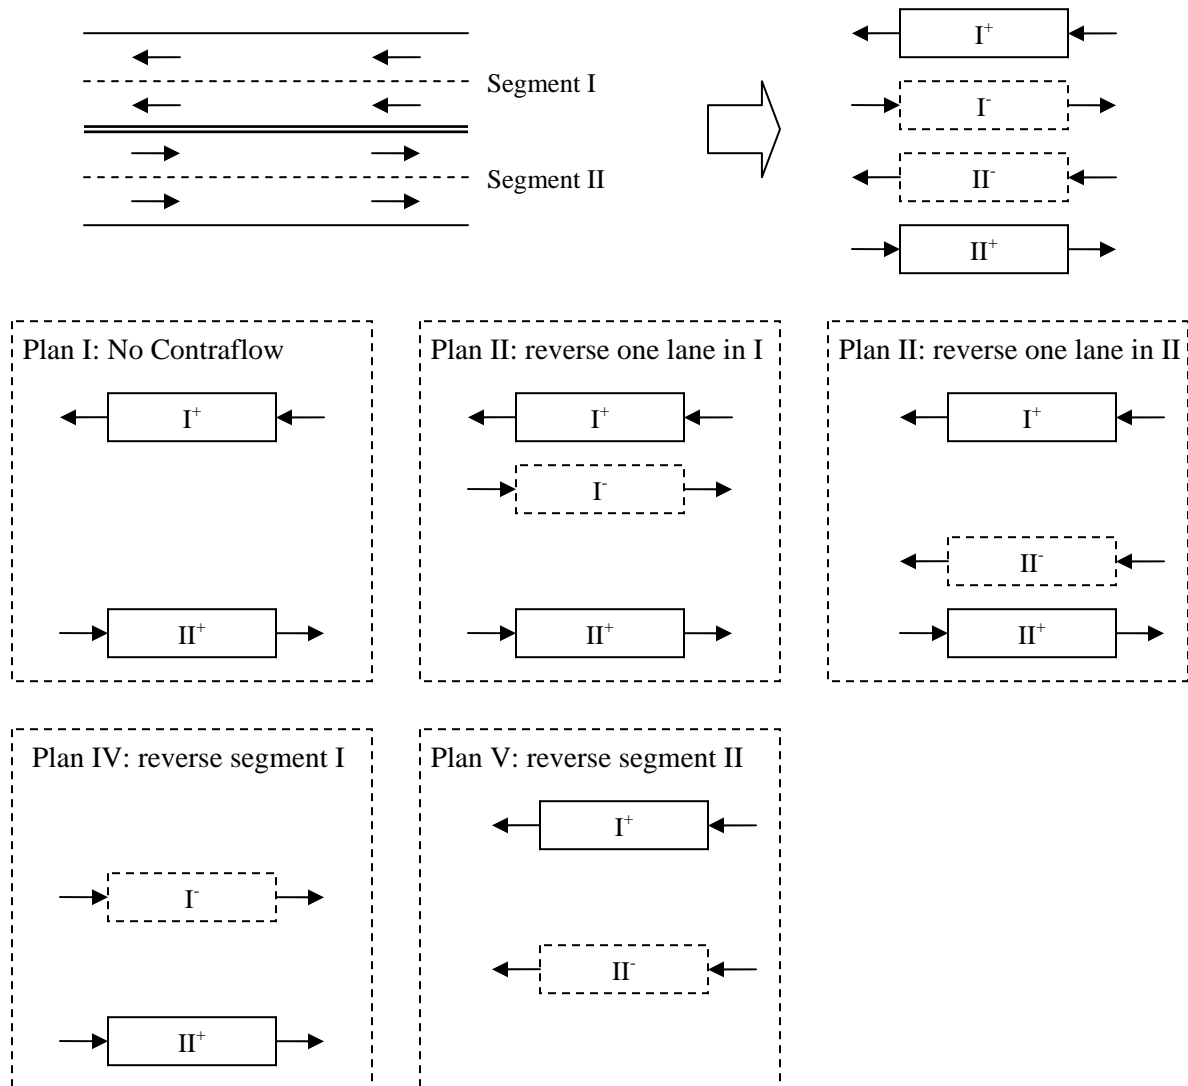 I⁺
Segment I
I⁻
Segment II
II⁻
II⁺
Plan I: No Contraflow
I⁺
II⁺
Plan II: reverse one lane in I
I⁺
I⁻
II⁺
Plan II: reverse one lane in II
I⁺
II⁻
II⁺
Plan IV: reverse segment I
I⁻
II⁺
Plan V: reverse segment II
I⁺
II⁻